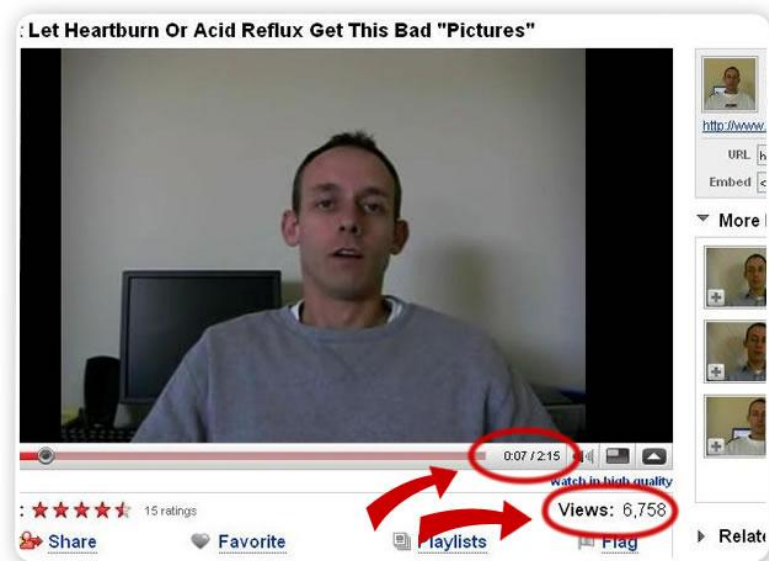 : Let Heartburn Or Acid Reflux Get This Bad "Pictures"
http://www.
URL h
Embed <
More
0:07 / 2:15
watch in high quality
: 15 ratings
Views: 6,758
Share Favorite Playlists Flag
Relate